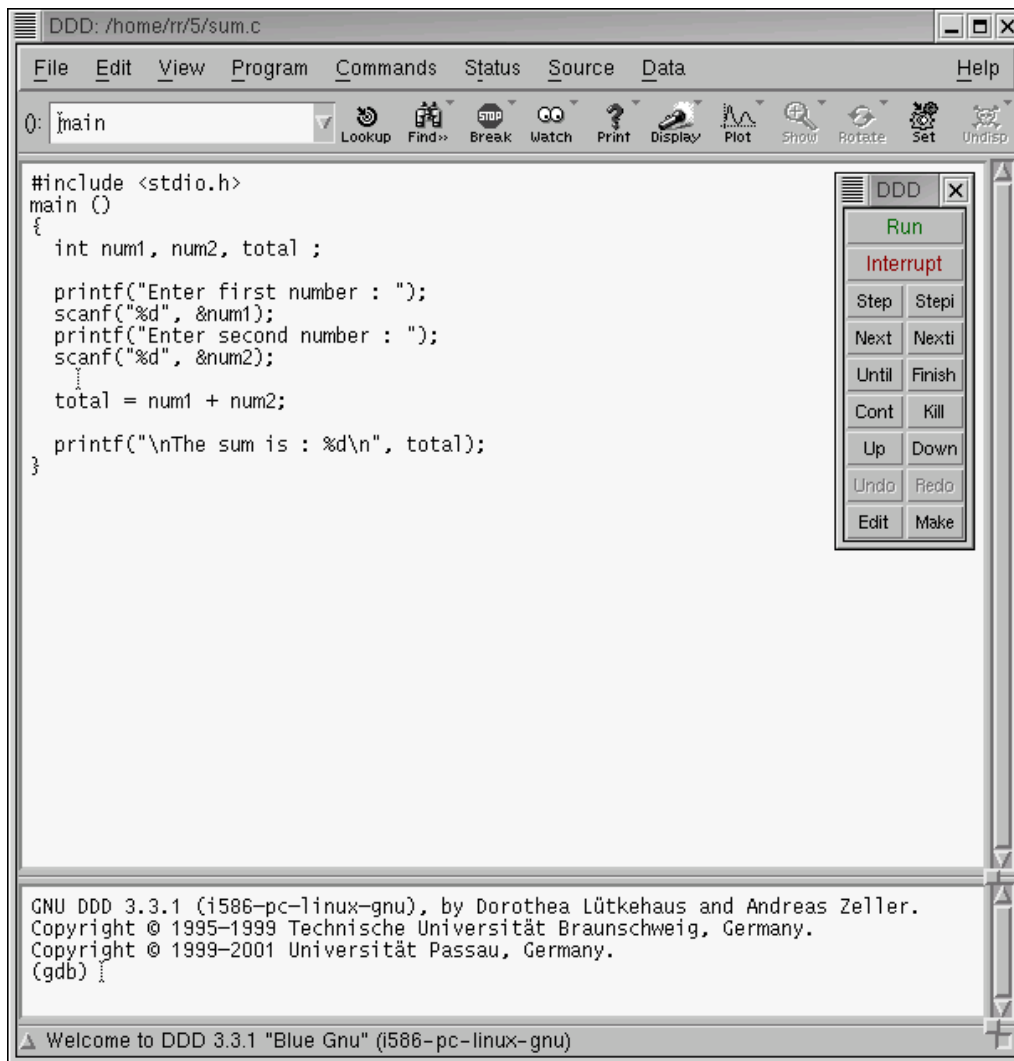 DDD: /home/rr/5/sum.c
File Edit View Program Commands Status Source Data Help
(): main
Lookup Find» Break Watch Print Display Plot Show Rotate Set Undisp
#include <stdio.h>
main ()
{
  int num1, num2, total ;
  printf("Enter first number : ");
  scanf("%d", &num1);
  printf("Enter second number : ");
  scanf("%d", &num2);
  total = num1 + num2;
  printf("\nThe sum is : %d\n", total);
}
DDD
Run
Interrupt
Step Stepi
Next Nexti
Until Finish
Cont Kill
Up Down
Undo Redo
Edit Make
GNU DDD 3.3.1 (i586-pc-linux-gnu), by Dorothea Lütkehaus and Andreas Zeller.
Copyright © 1995-1999 Technische Universität Braunschweig, Germany.
Copyright © 1999-2001 Universität Passau, Germany.
(gdb)
Welcome to DDD 3.3.1 "Blue Gnu" (i586-pc-linux-gnu)